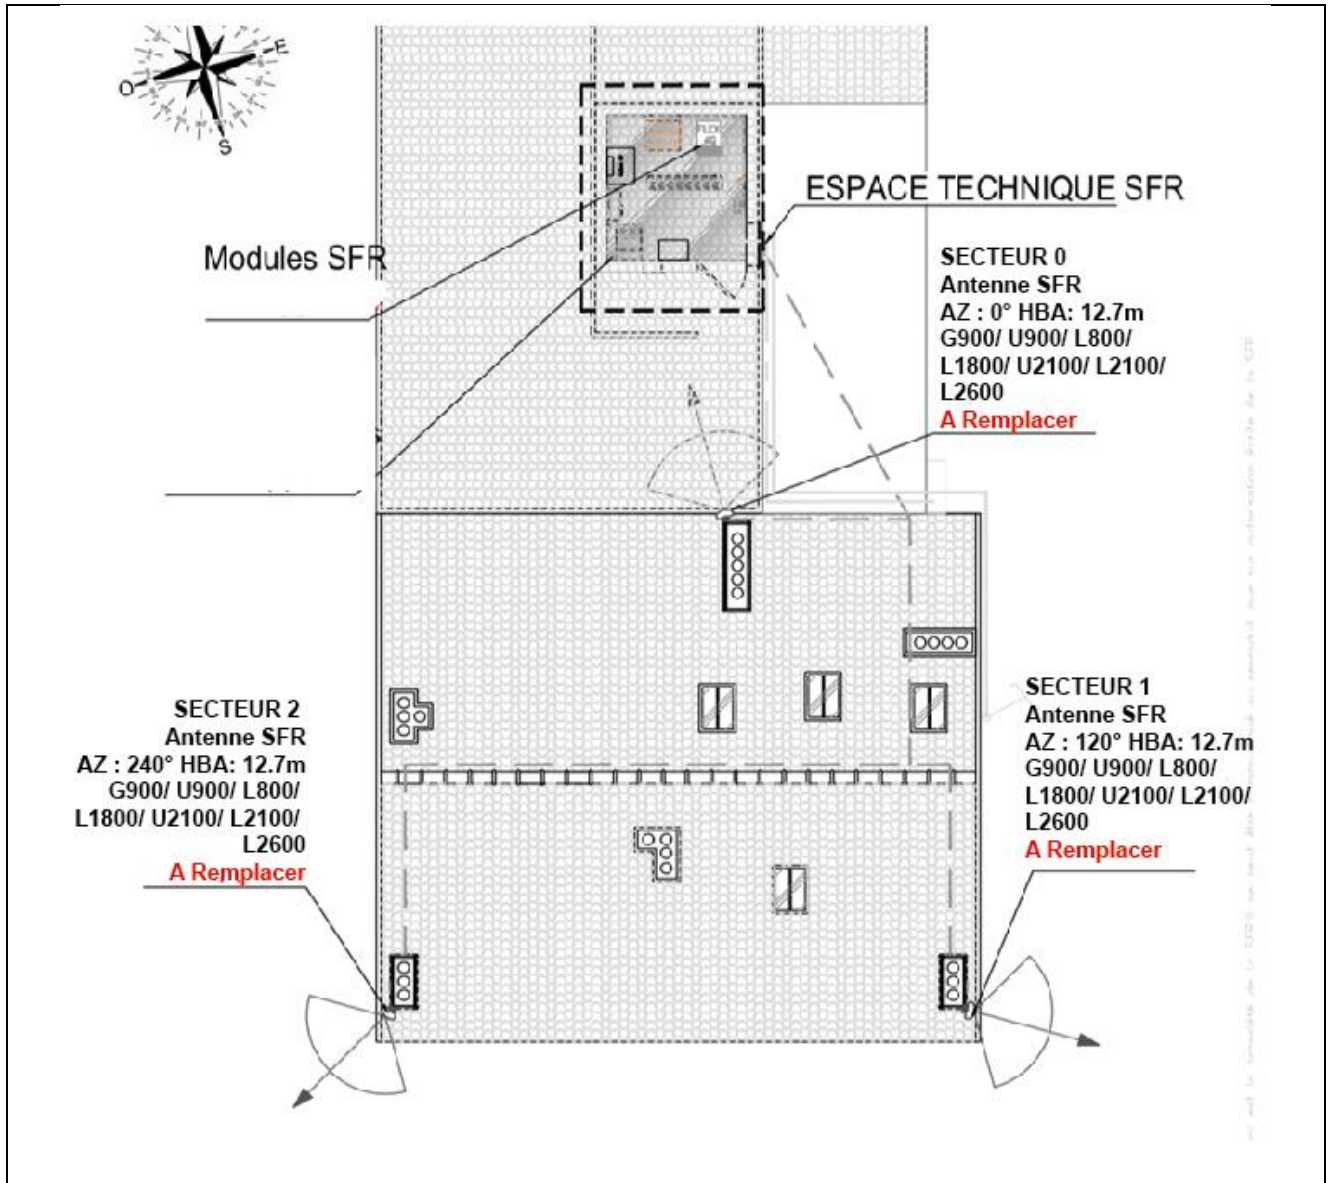 E
O
S
FLEX
ESPACE TECHNIQUE SFR
Modules SFR
SECTEUR 0
Antenne SFR
AZ : 0° HBA: 12.7m
G900/ U900/ L800/
L1800/ U2100/ L2100/
L2600
A Remplacer
SECTEUR 2
Antenne SFR
AZ : 240° HBA: 12.7m
G900/ U900/ L800/
L1800/ U2100/ L2100/
L2600
A Remplacer
SECTEUR 1
Antenne SFR
AZ : 120° HBA: 12.7m
G900/ U900/ L800/
L1800/ U2100/ L2100/
L2600
A Remplacer